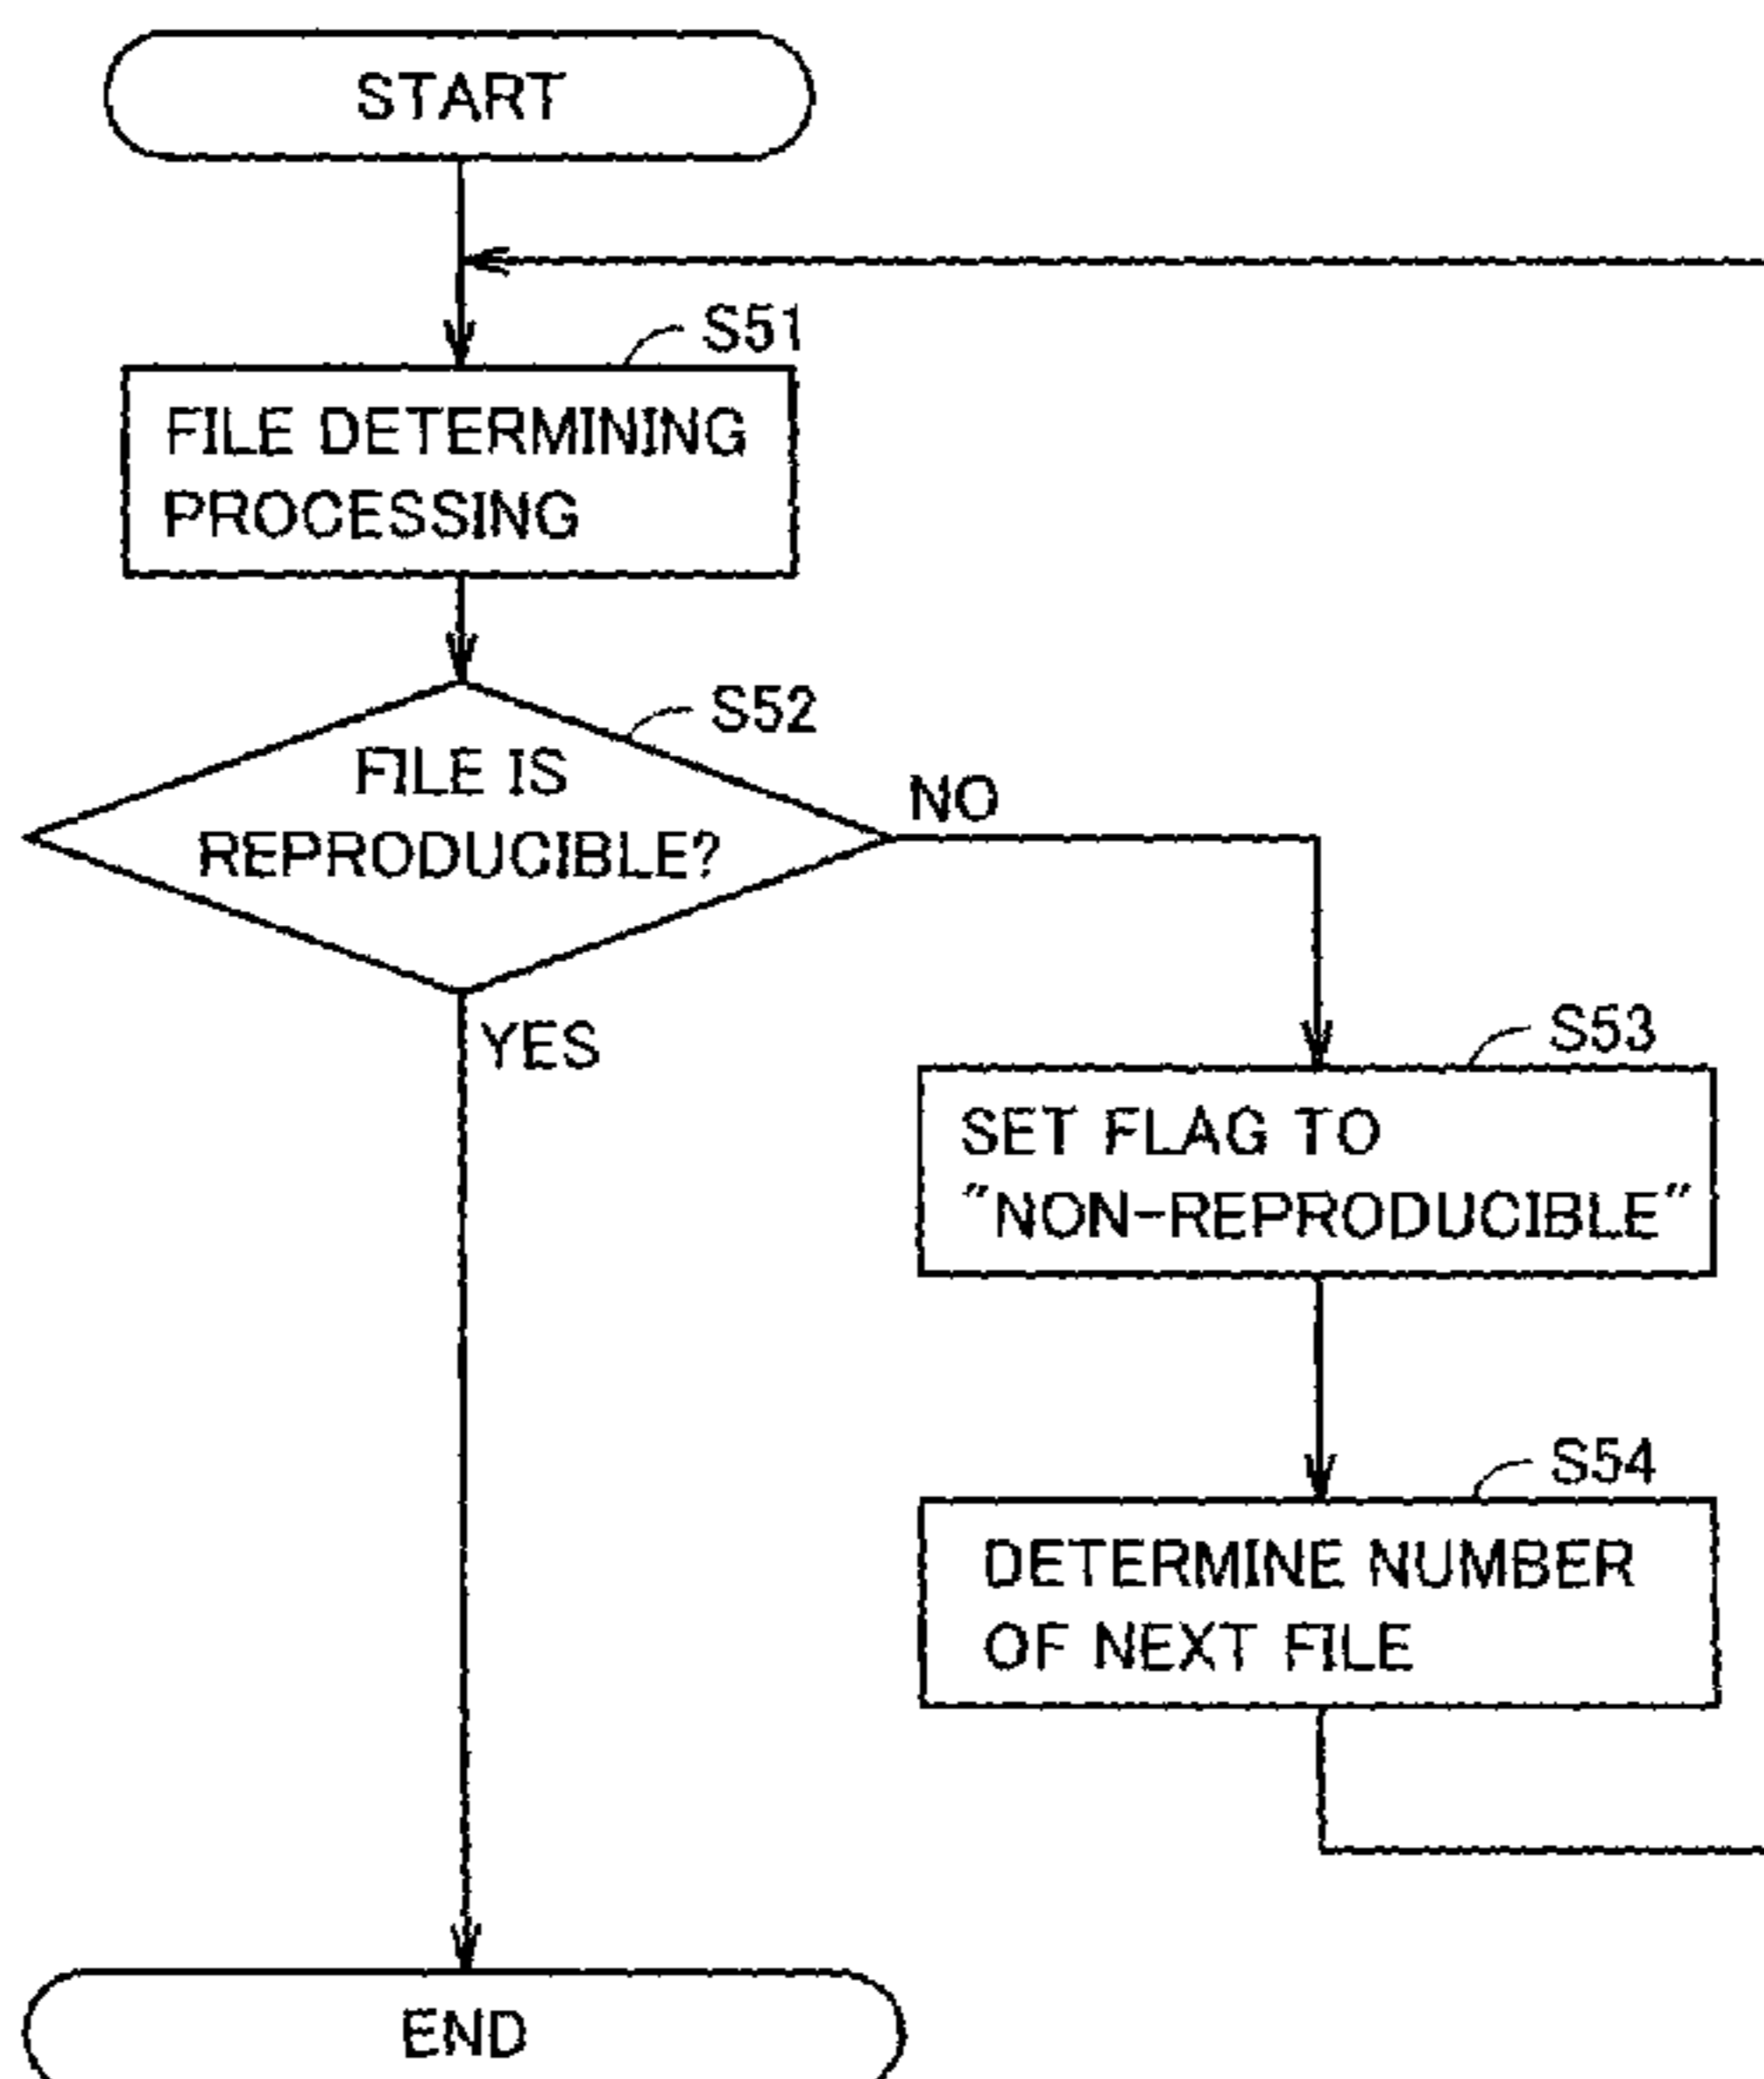 START
S51
FILE DETERMINING
PROCESSING
S52
FILE IS
REPRODUCIBLE?
NO
YES
S53
SET FLAG TO
"NON-REPRODUCIBLE"
S54
DETERMINE NUMBER
OF NEXT FILE
END